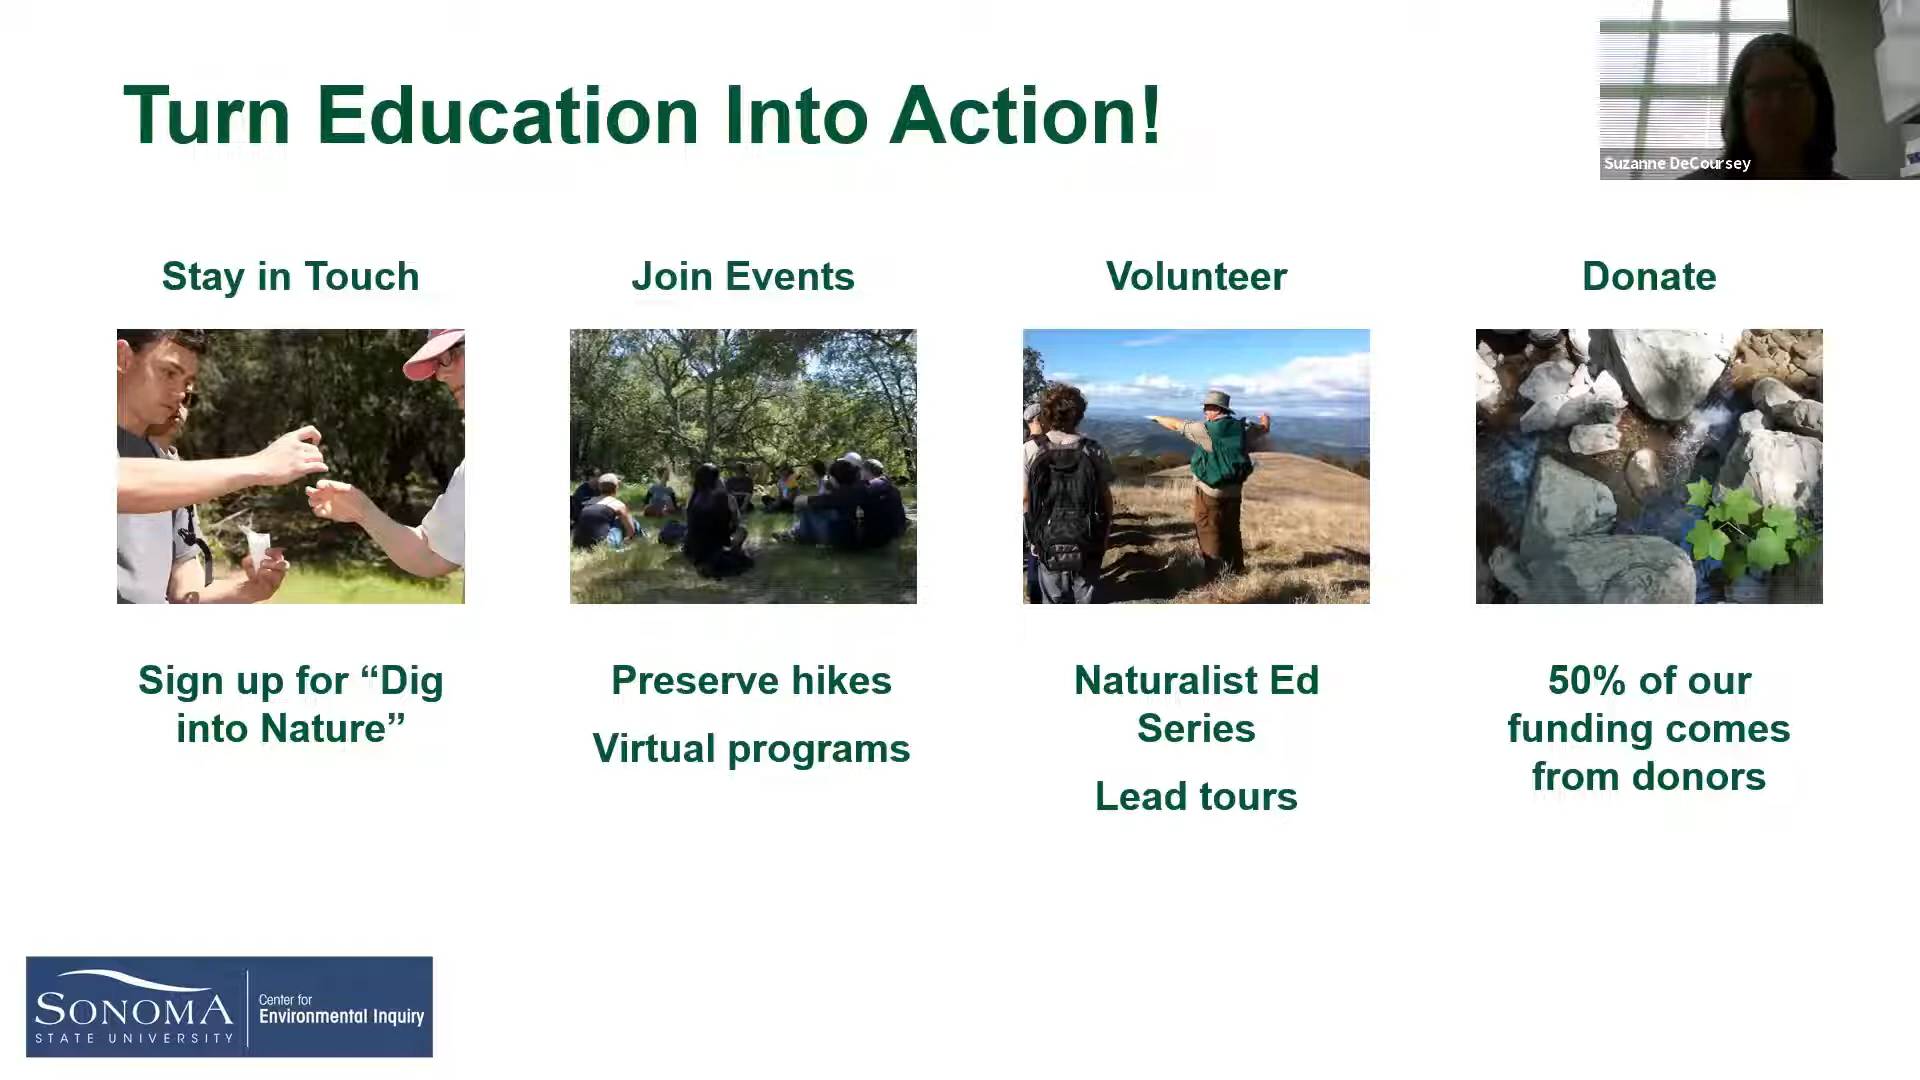 Turn Education Into Action!
Suzanne DeCoursey
Stay in Touch
Join Events
Volunteer
Donate
Sign up for “Dig
into Nature”
Preserve hikes
Virtual programs
Naturalist Ed
Series
Lead tours
50% of our
funding comes
from donors
SONOMA
STATE UNIVERSITY
Center for
Environmental Inquiry